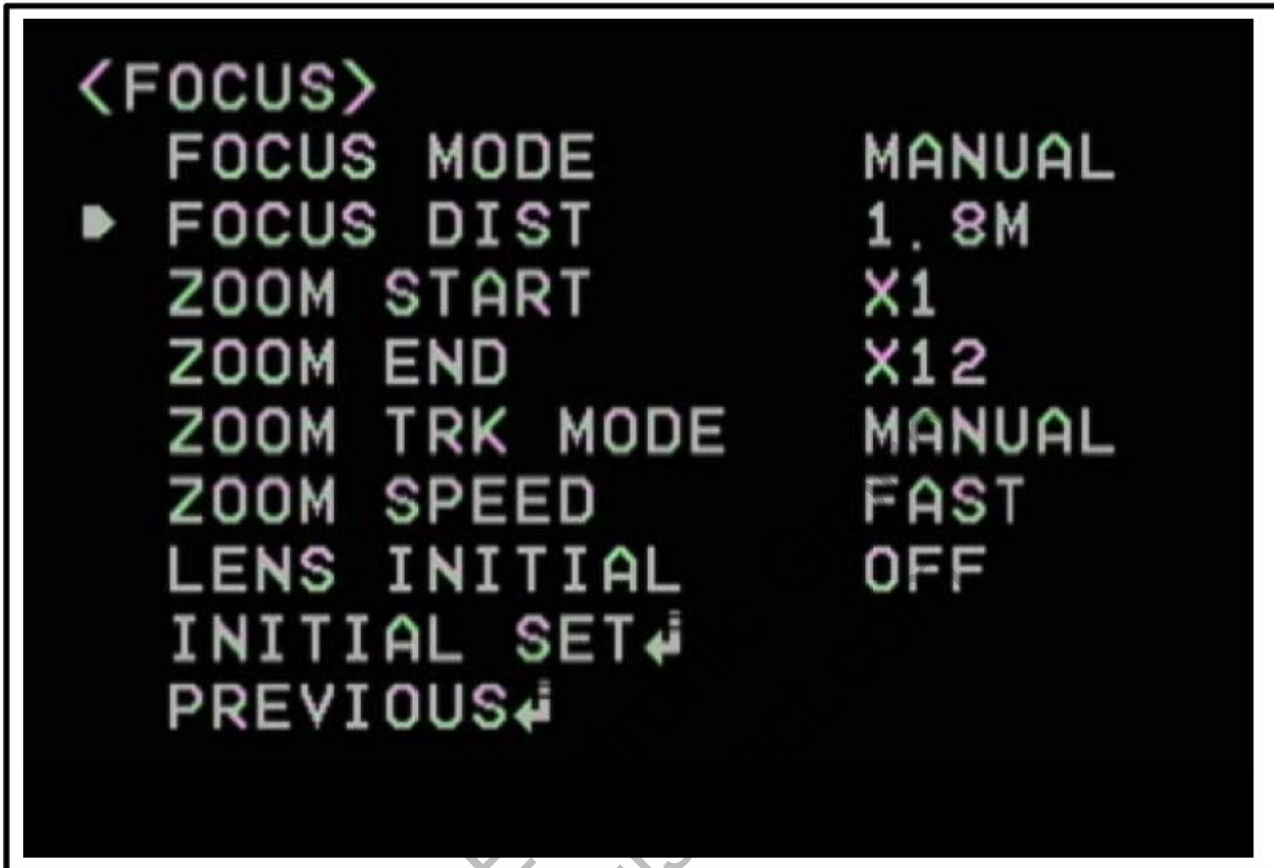 <FOCUS>
FOCUS MODE MANUAL
FOCUS DIST 1.8M
ZOOM START X1
ZOOM END X12
ZOOM TRK MODE MANUAL
ZOOM SPEED FAST
LENS INITIAL OFF
INITIAL SET↲
PREVIOUS↲